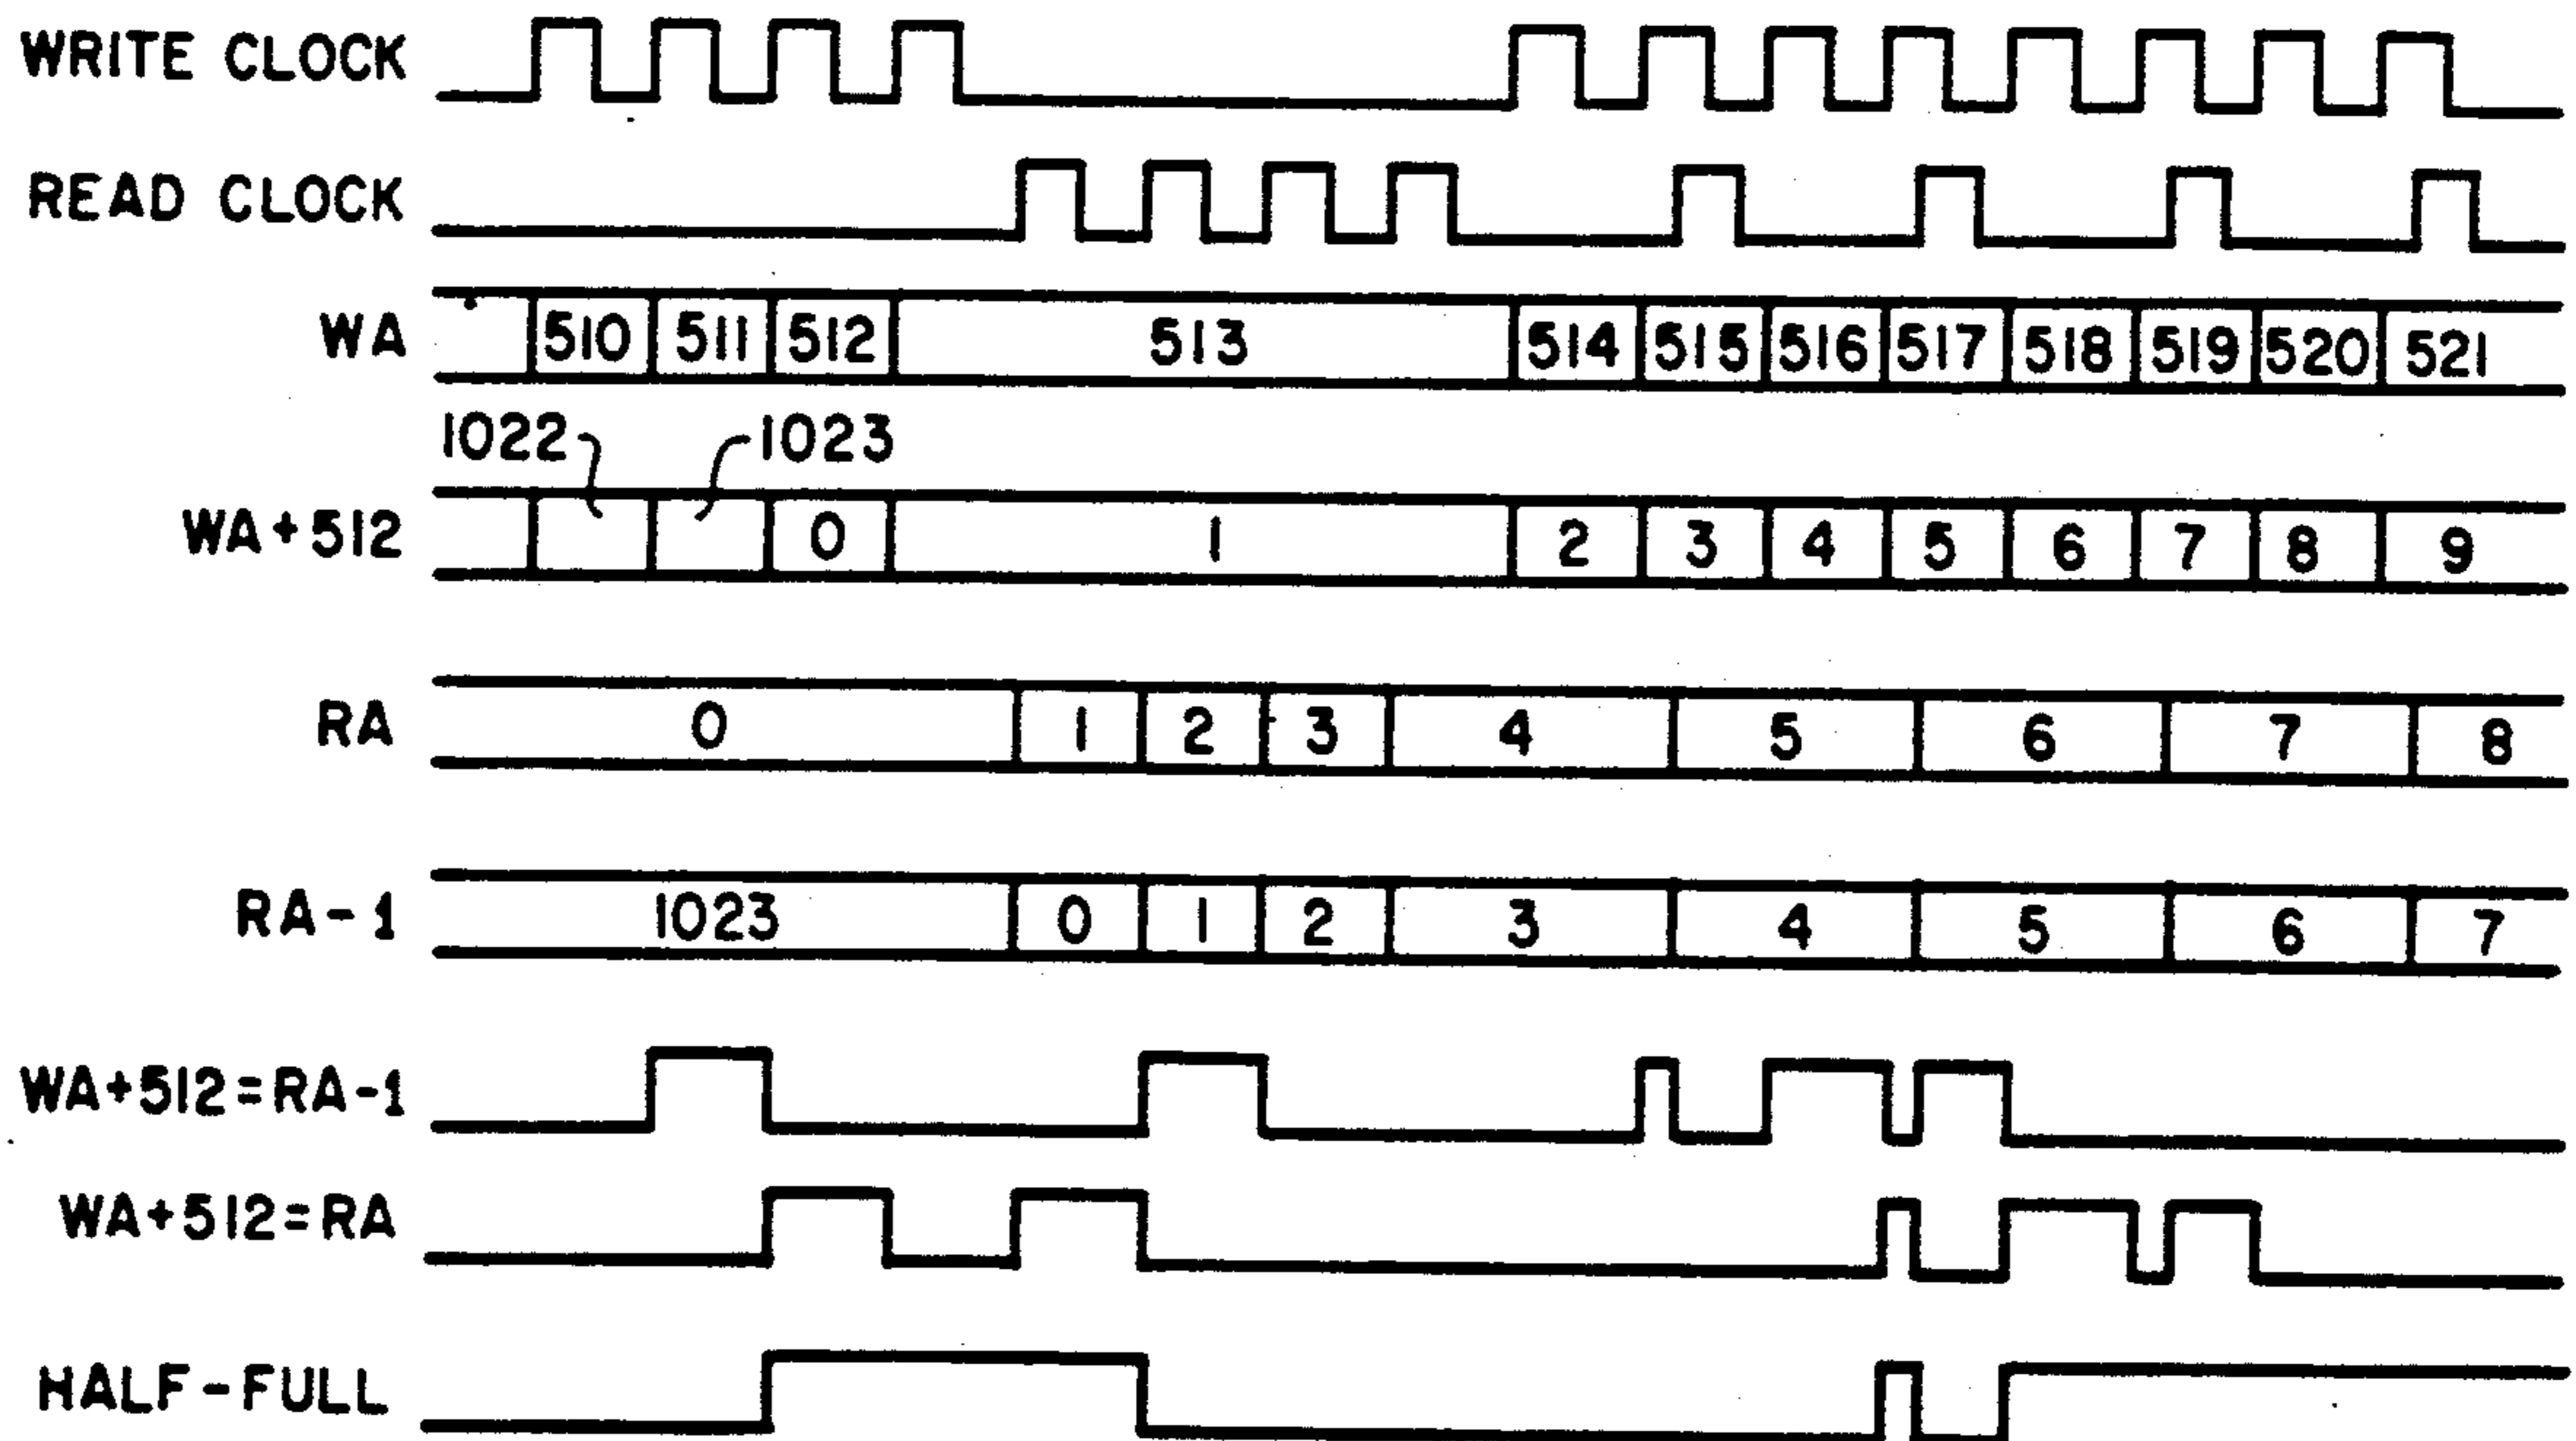 WRITE CLOCK
READ CLOCK
WA 510 511 512 513 514 515 516 517 518 519 520 521
1022 1023
WA+512 0 1 2 3 4 5 6 7 8 9
RA 0 1 2 3 4 5 6 7 8
RA-1 1023 0 1 2 3 4 5 6 7
WA+512=RA-1
WA+512=RA
HALF-FULL